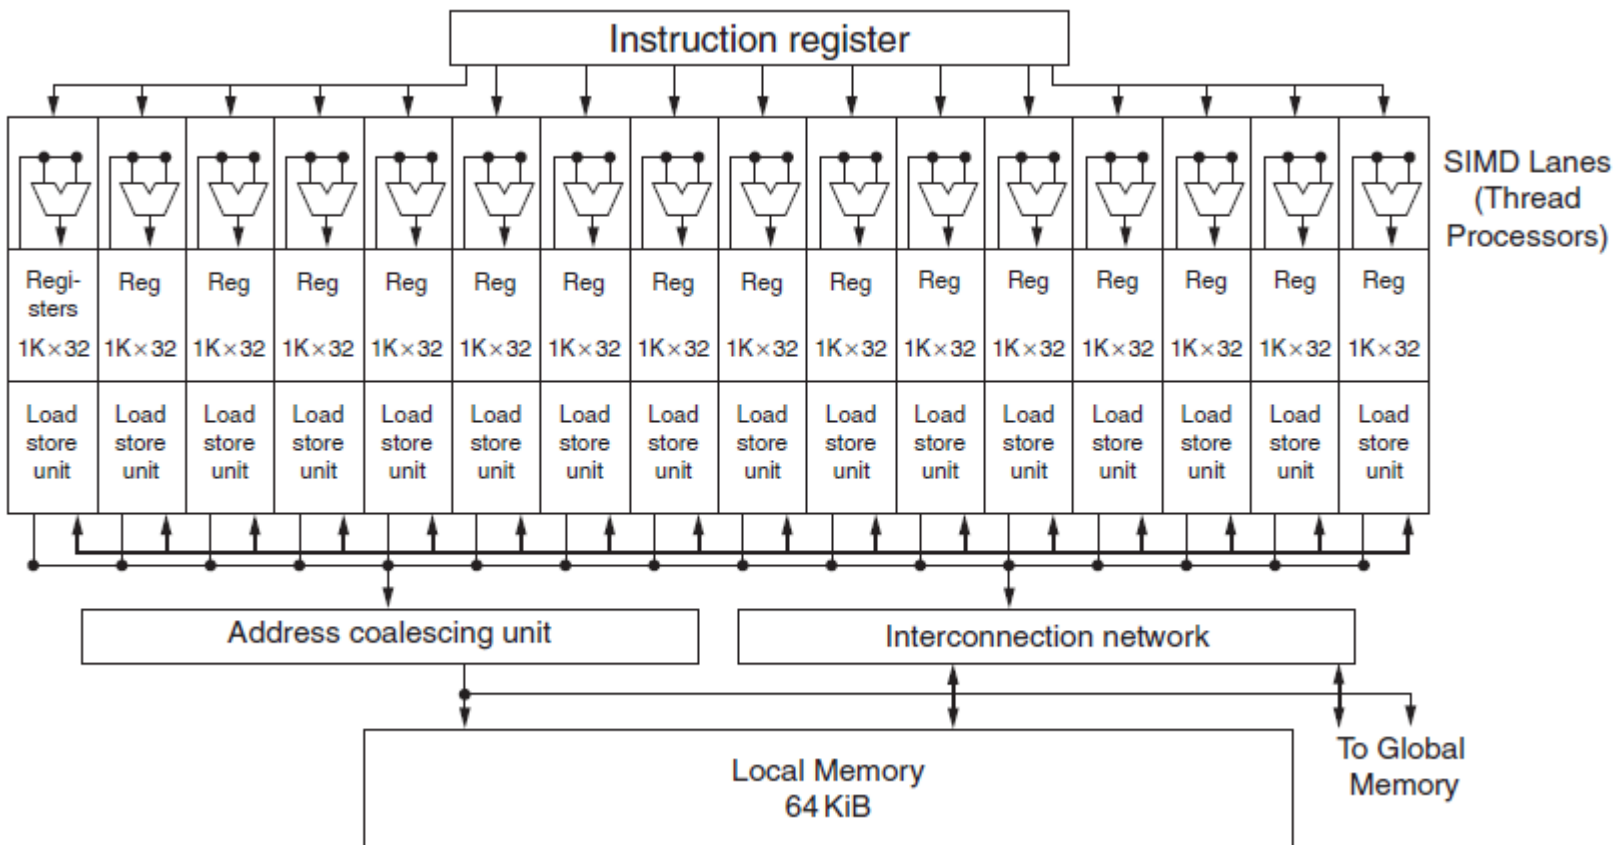 Instruction register
SIMD Lanes
(Thread
Processors)
Regi-
sters
1K×32
Reg
1K×32
Reg
1K×32
Reg
1K×32
Reg
1K×32
Reg
1K×32
Reg
1K×32
Reg
1K×32
Reg
1K×32
Reg
1K×32
Reg
1K×32
Reg
1K×32
Reg
1K×32
Reg
1K×32
Reg
1K×32
Reg
1K×32
Load
store
unit
Load
store
unit
Load
store
unit
Load
store
unit
Load
store
unit
Load
store
unit
Load
store
unit
Load
store
unit
Load
store
unit
Load
store
unit
Load
store
unit
Load
store
unit
Load
store
unit
Load
store
unit
Load
store
unit
Load
store
unit
Address coalescing unit
Interconnection network
Local Memory
64 KiB
To Global
Memory